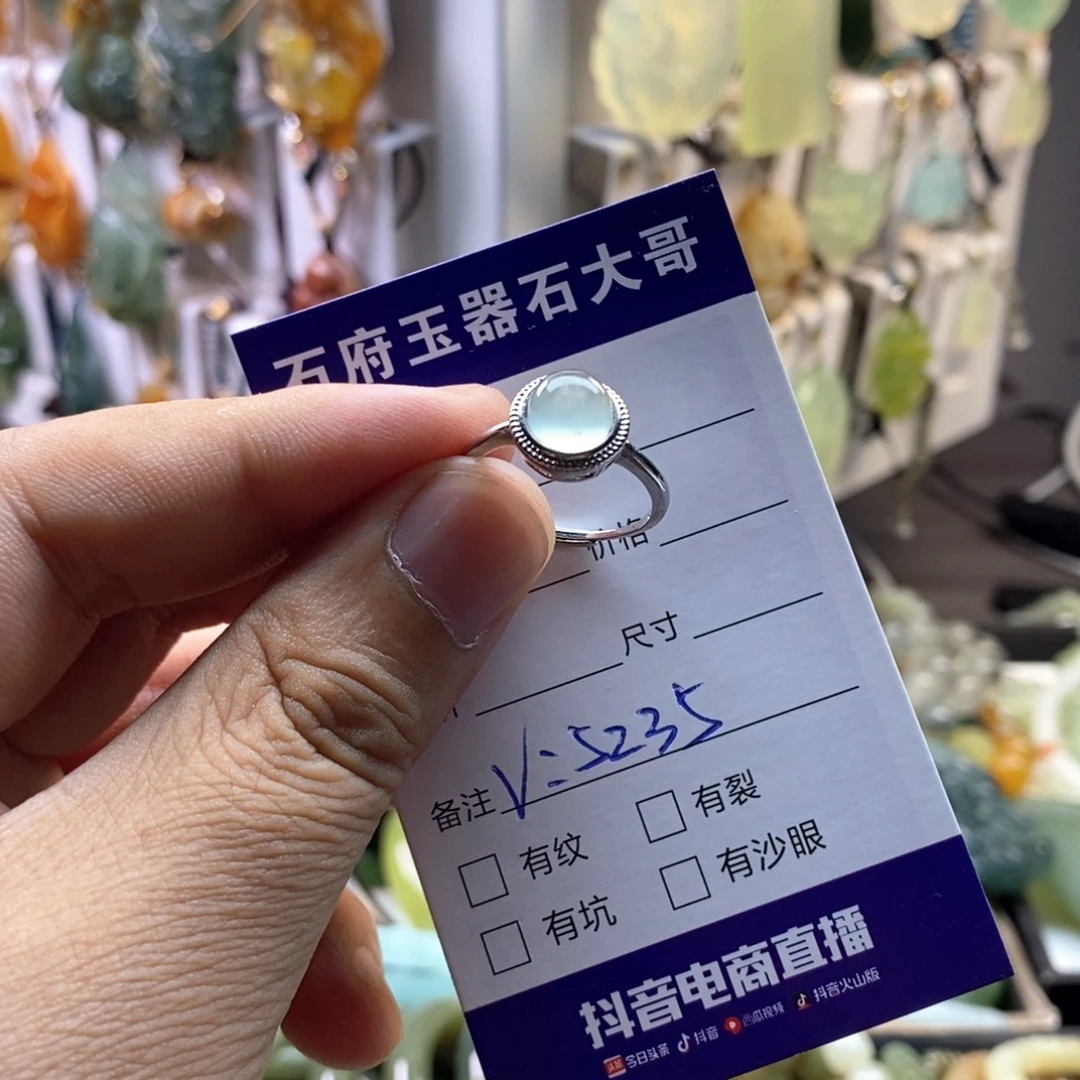 石府玉器石大哥
价格
尺寸
备注 V:5235
有纹 有裂
有坑 有沙眼
抖音电商直播
今日头条 抖音 西瓜视频 抖音火山版